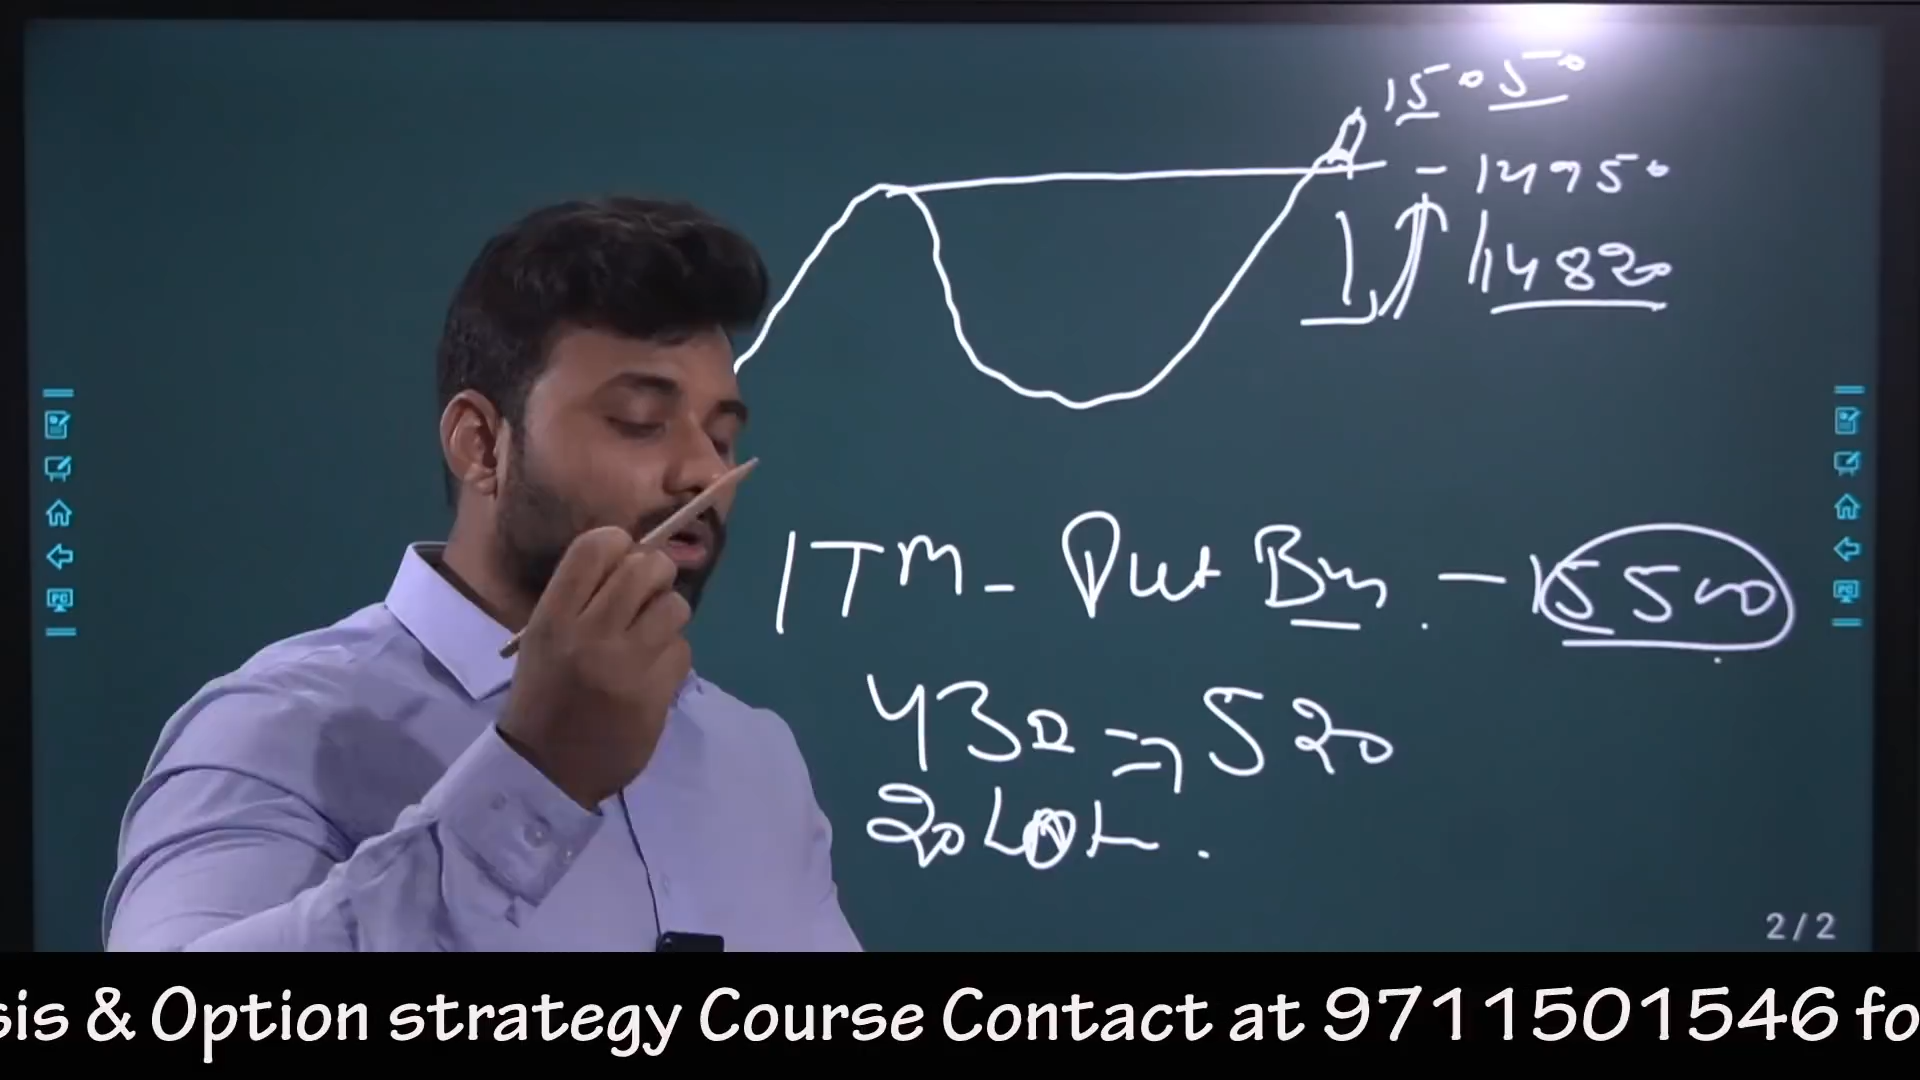 15050
- 14950
14820
ITM - Put Buy. - 15500
430 => 520
20 Lot.
2/2
sis & Option strategy Course Contact at 9711501546 fo